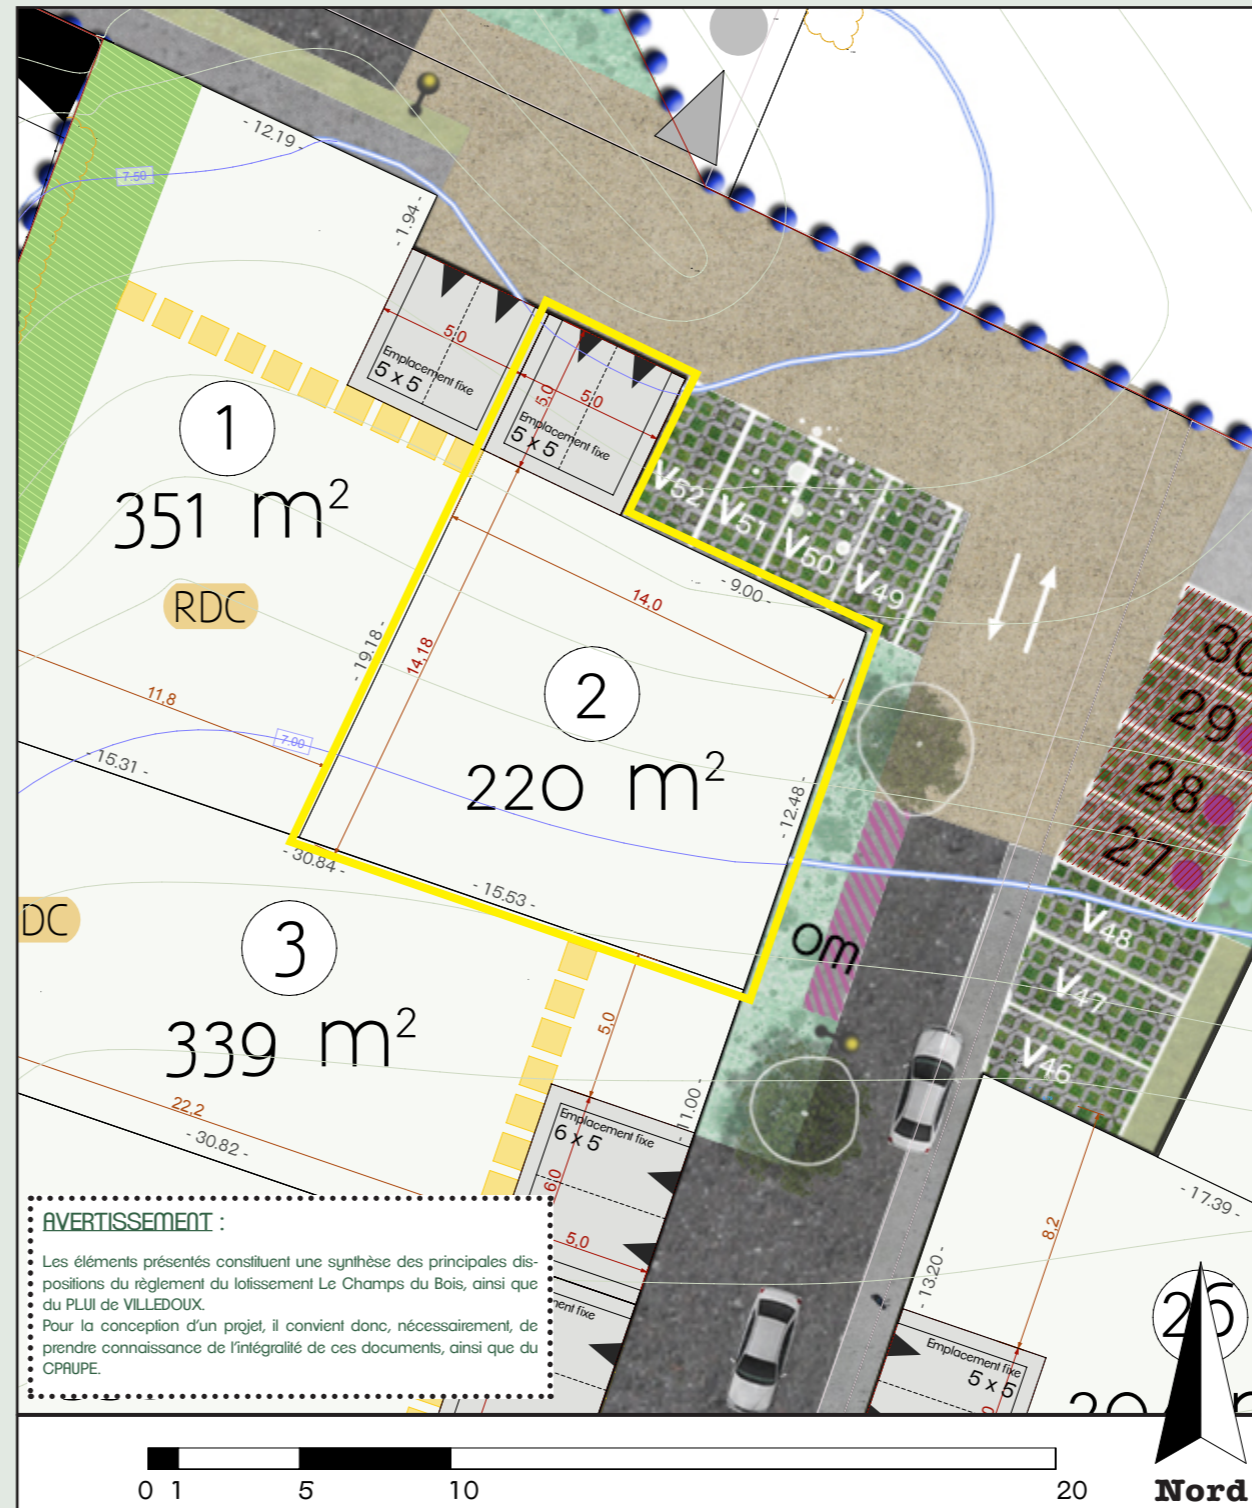 - 12.19 -
7.50
- 1.94 -
5,0
Emplacement fixe
5 x 5
5,0
5,0
Emplacement fixe
5 x 5
1
351 m²
RDC
V52
V51
V50
V49
- 9.00 -
14,0
14,18
- 19.18 -
2
220 m²
- 12.48 -
11,8
7.00
- 15.31 -
- 30.84 -
- 15.53 -
30
29
28
27
V48
V47
V46
om
DC
3
339 m²
5,0
22,2
- 30.82 -
- 11.00 -
Emplacement fixe
6 x 5
6,0
5,0
8,2
- 17.39 -
- 13.20 -
26
Emplacement fixe
5 x 5
AVERTISSEMENT :
Les éléments présentés constituent une synthèse des principales dis-
positions du règlement du lotissement Le Champs du Bois, ainsi que
du PLUI de VILLEDOUX.
Pour la conception d'un projet, il convient donc, nécessairement, de
prendre connaissance de l'intégralité de ces documents, ainsi que du
CPAUPE.
0 1 5 10 20
Nord